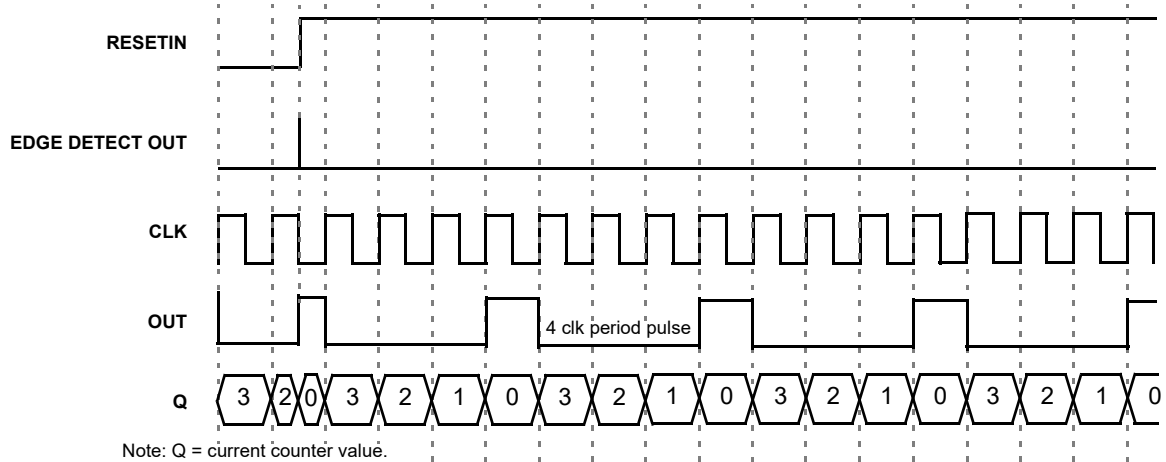 RESETIN
EDGE DETECT OUT
CLK
OUT
4 clk period pulse
Q 3 2 0 3 2 1 0 3 2 1 0 3 2 1 0 3 2 1 0
Note: Q = current counter value.